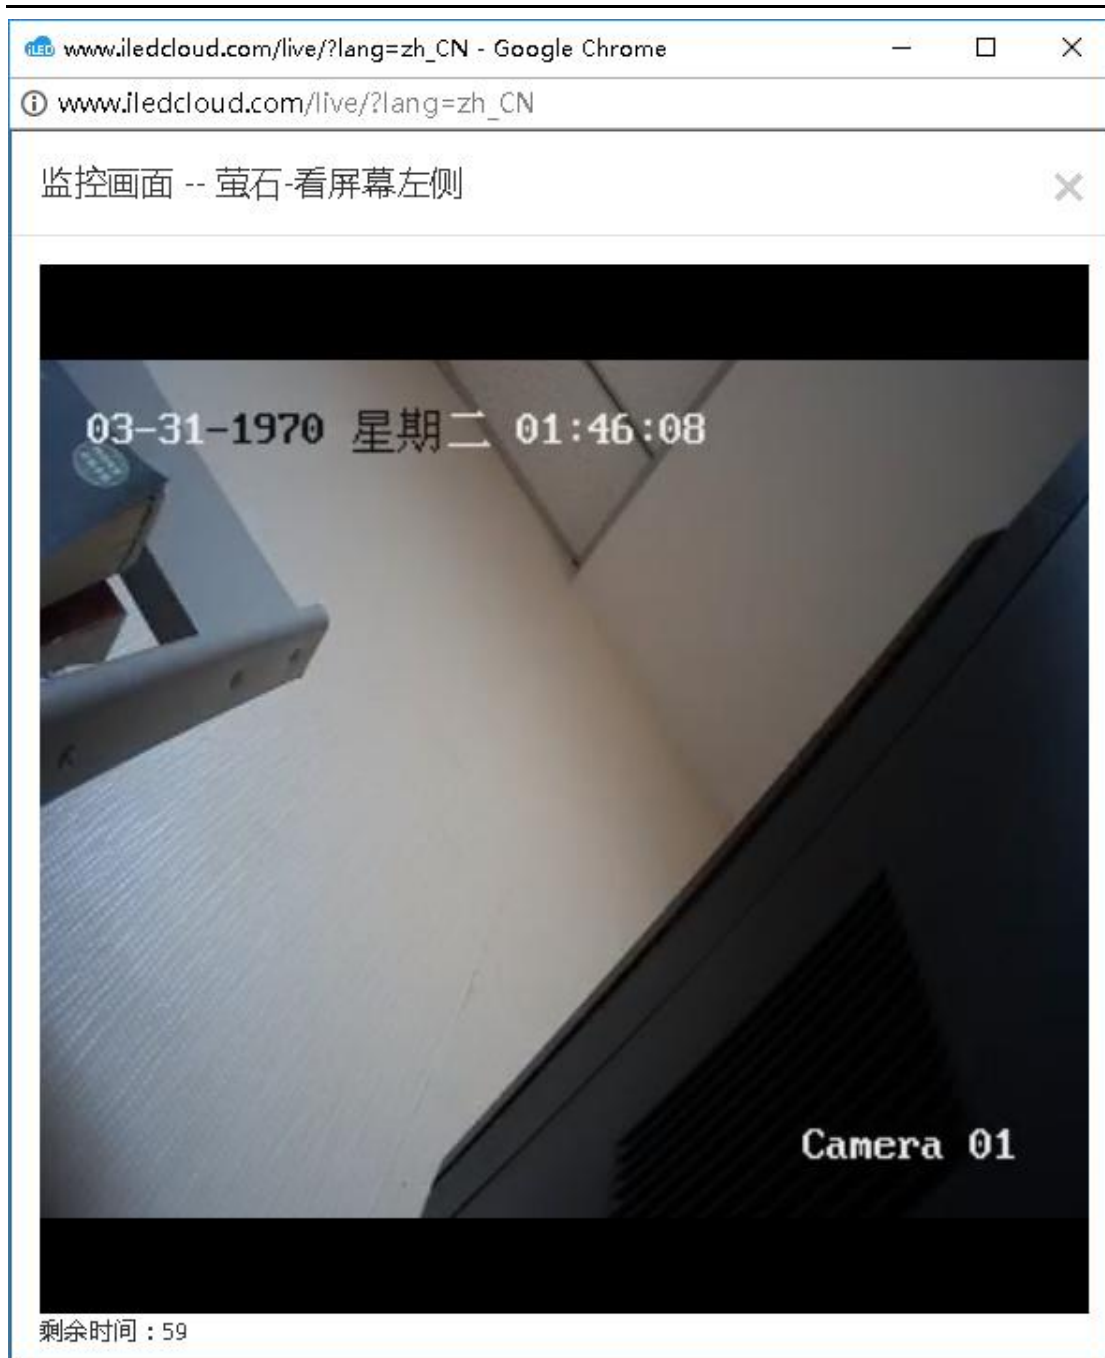 iLED www.iledcloud.com/live/?lang=zh_CN - Google Chrome
www.iledcloud.com/live/?lang=zh_CN
监控画面 -- 萤石-看屏幕左侧
03-31-1970 星期二 01:46:08
Camera 01
剩余时间：59